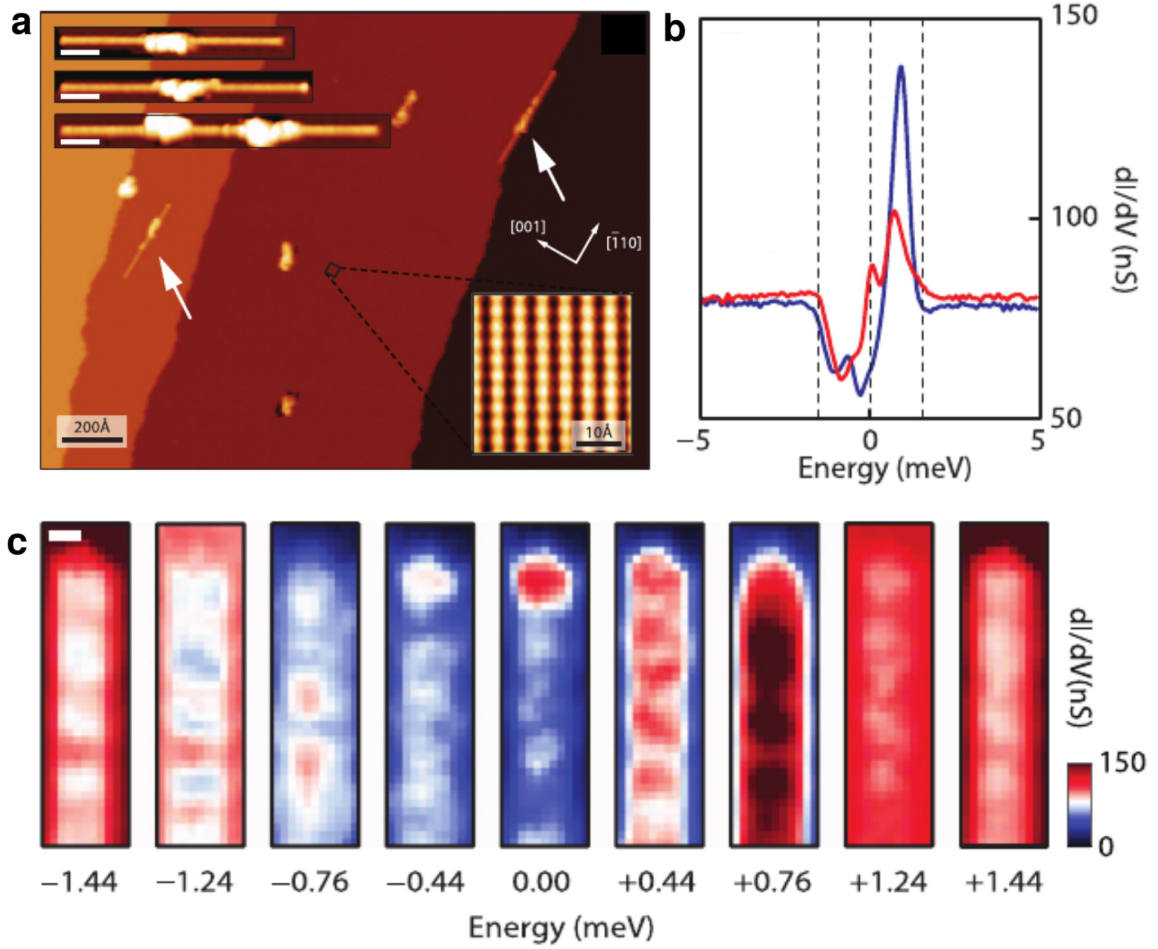 a
[001]
[1̅10]
200Å
10Å
b
150
100
50
dI/dV (nS)
−5
0
5
Energy (meV)
c
dI/dV(nS)
150
0
−1.44
−1.24
−0.76
−0.44
0.00
+0.44
+0.76
+1.24
+1.44
Energy (meV)